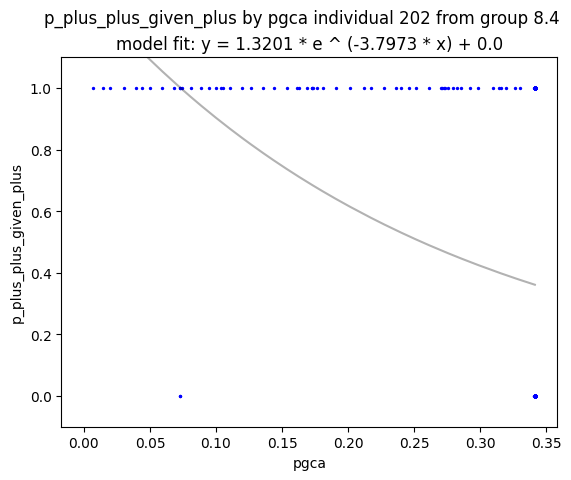 p_plus_plus_given_plus by pgca individual 202 from group 8.4
model fit: y = 1.3201 * e ^ (-3.7973 * x) + 0.0
1.0
0.8
0.6
0.4
0.2
0.0
p_plus_plus_given_plus
0.00 0.05 0.10 0.15 0.20 0.25 0.30 0.35
pgca